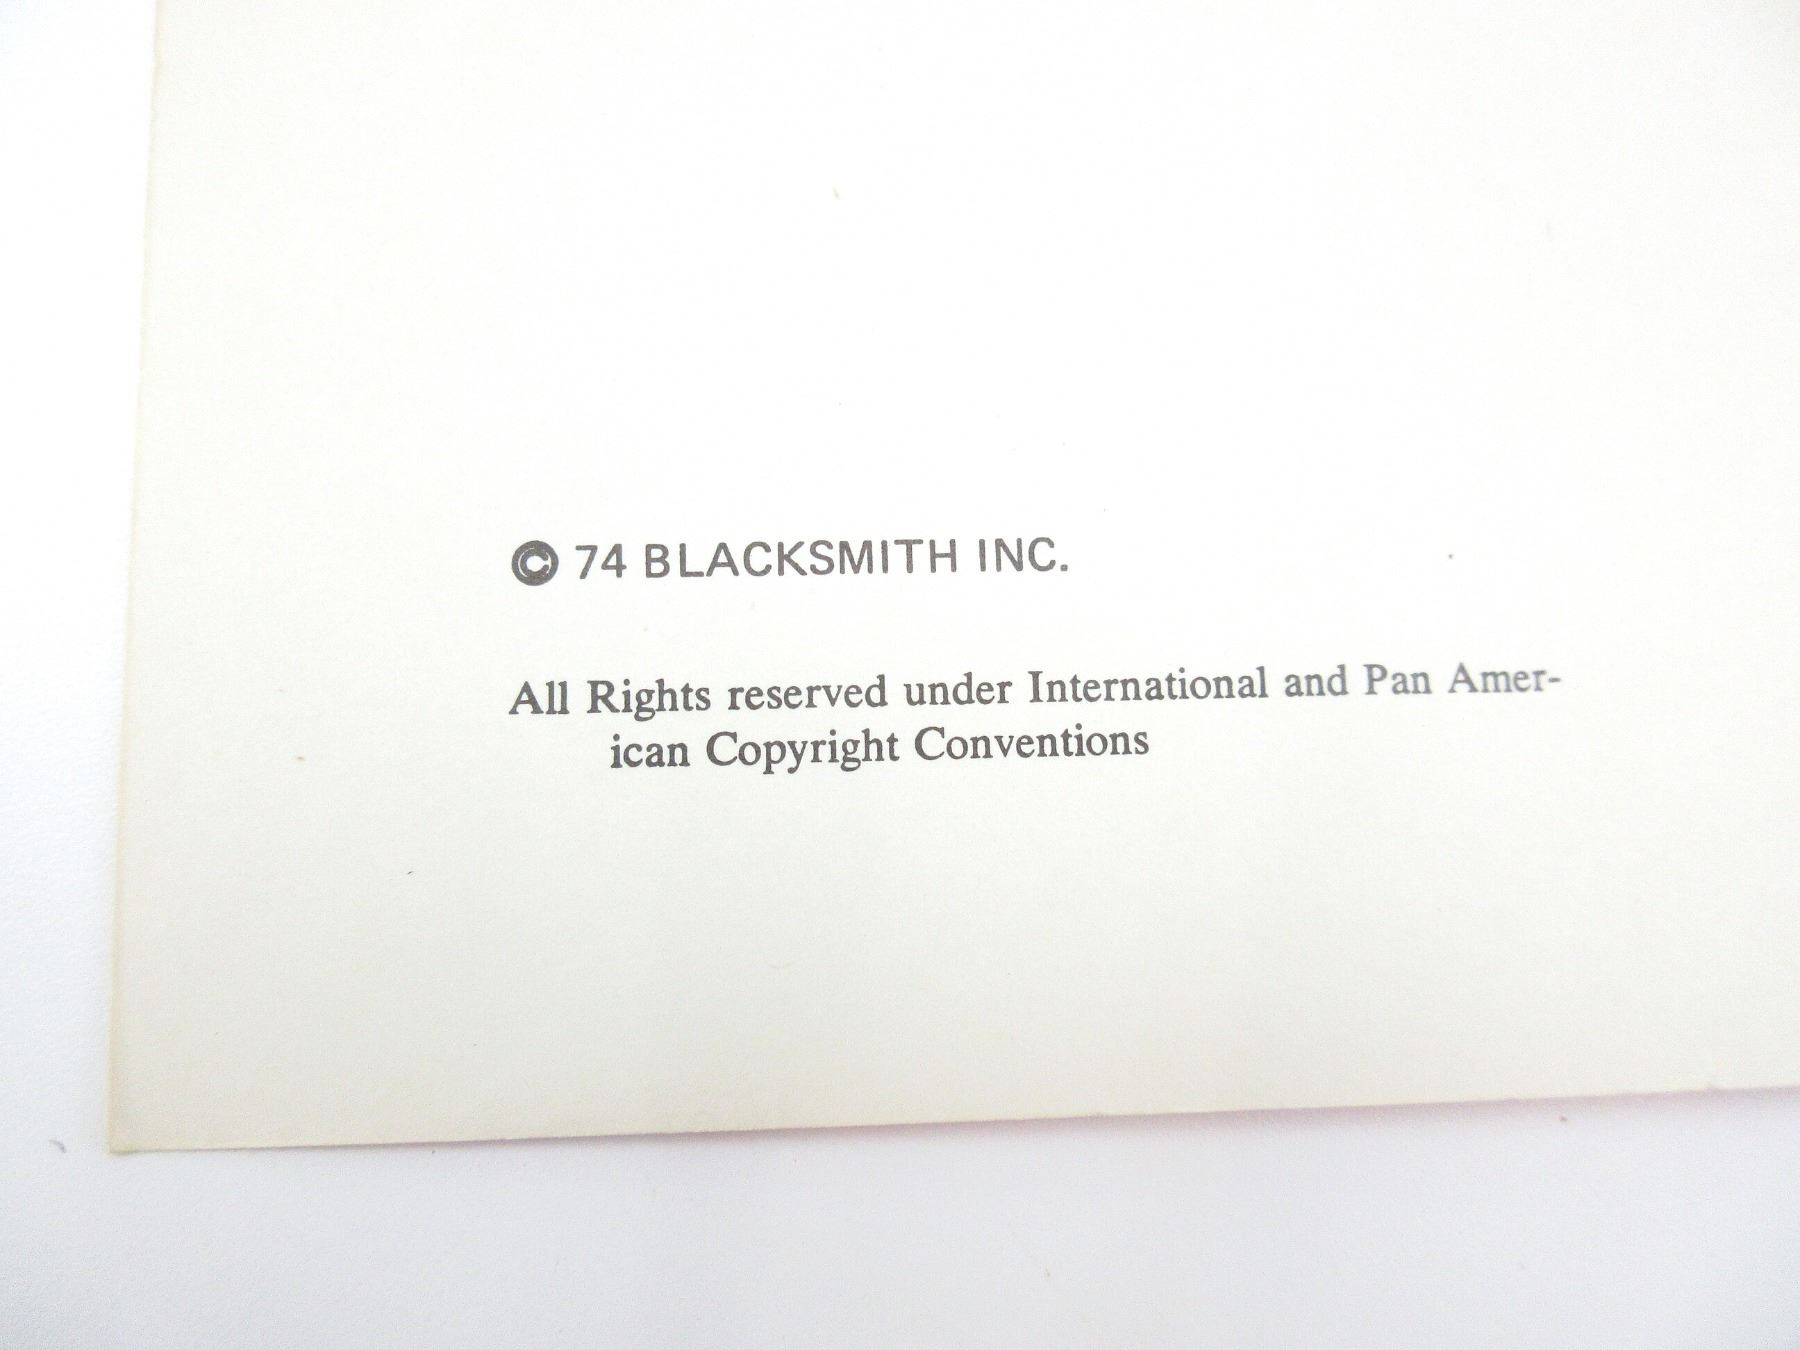 © 74 BLACKSMITH INC.
All Rights reserved under International and Pan Amer-
ican Copyright Conventions